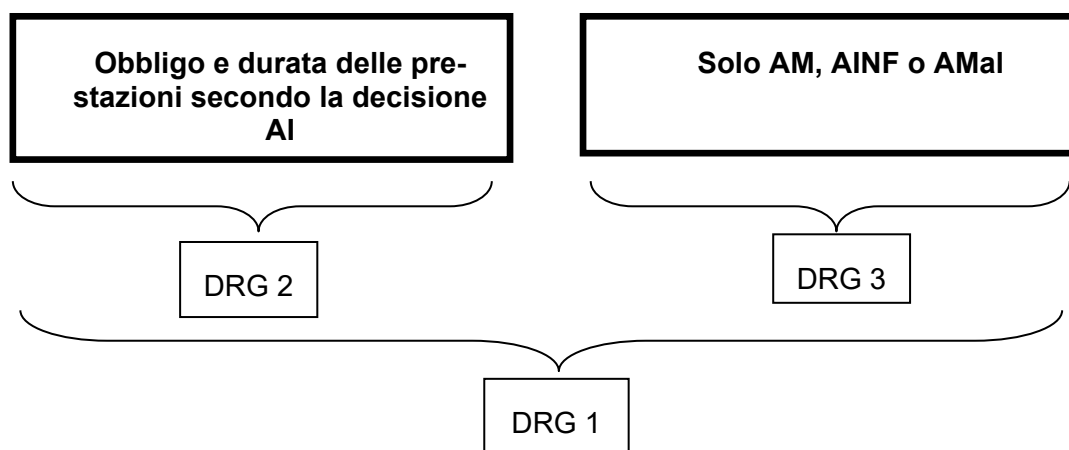 Obbligo e durata delle pre-
stazioni secondo la decisione
AI
Solo AM, AINF o AMal
DRG 2
DRG 3
DRG 1